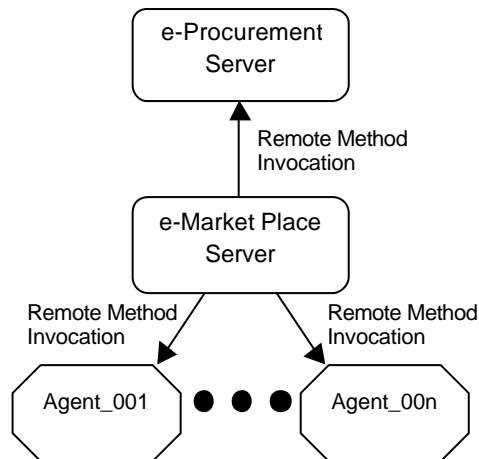 e-Procurement
Server
Remote Method
Invocation
e-Market Place
Server
Remote Method
Invocation
Remote Method
Invocation
Agent_001
Agent_00n